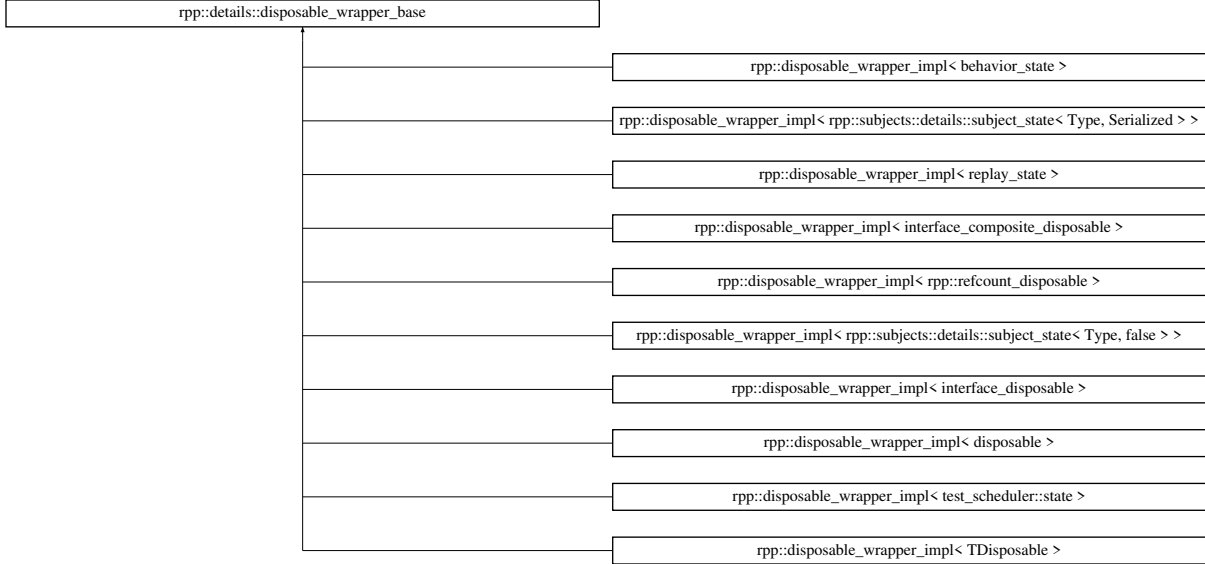 rpp::details::disposable_wrapper_base
rpp::disposable_wrapper_impl< behavior_state >
rpp::disposable_wrapper_impl< rpp::subjects::details::subject_state< Type, Serialized > >
rpp::disposable_wrapper_impl< replay_state >
rpp::disposable_wrapper_impl< interface_composite_disposable >
rpp::disposable_wrapper_impl< rpp::refcount_disposable >
rpp::disposable_wrapper_impl< rpp::subjects::details::subject_state< Type, false > >
rpp::disposable_wrapper_impl< interface_disposable >
rpp::disposable_wrapper_impl< disposable >
rpp::disposable_wrapper_impl< test_scheduler::state >
rpp::disposable_wrapper_impl< TDisposable >